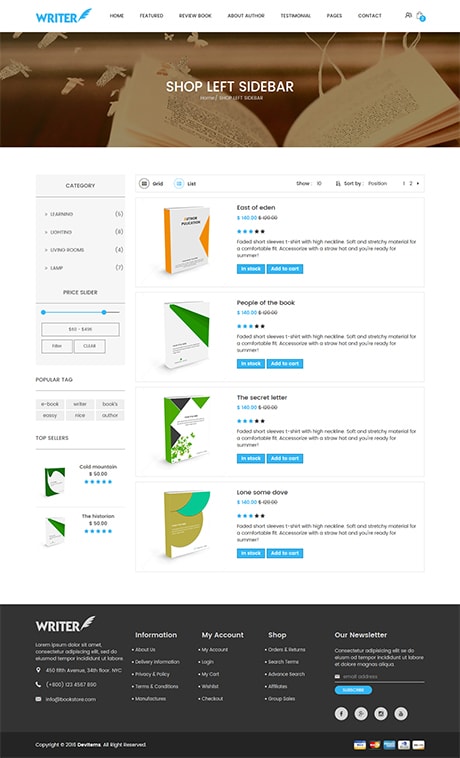 WRITER
HOME FEATURED REVIEW BOOK ABOUT AUTHOR TESTIMONIAL PAGES CONTACT
SHOP LEFT SIDEBAR
Home / SHOP LEFT SIDEBAR
CATEGORY
LEARNING (5)
LIGHTING (8)
LIVING ROOMS (4)
LAMP (7)
PRICE SLIDER
Filter CLEAR
POPULAR TAG
e-book writer book's
eassy nice author
TOP SELLERS
Cold mountain
$ 50.00
The historian
$ 50.00
Grid List Show : 10 Sort by : Position 1 2
East of eden
$ 140.00 $ 120.00
Faded short sleeves t-shirt with high neckline. Soft and stretchy material for
a comfortable fit. Accessorize with a straw hat and you're ready for
summer!
In stock Add to cart
People of the book
$ 140.00 $ 120.00
Faded short sleeves t-shirt with high neckline. Soft and stretchy material for
a comfortable fit. Accessorize with a straw hat and you're ready for
summer!
In stock Add to cart
The secret letter
$ 140.00 $ 120.00
Faded short sleeves t-shirt with high neckline. Soft and stretchy material for
a comfortable fit. Accessorize with a straw hat and you're ready for
summer!
In stock Add to cart
Lone some dove
$ 140.00 $ 120.00
Faded short sleeves t-shirt with high neckline. Soft and stretchy material for
a comfortable fit. Accessorize with a straw hat and you're ready for
summer!
In stock Add to cart
WRITER
Lorem ipsum dolor sit amet,
consectetur adipisicing elit, sed do
eiusmod tempor incididunt ut labore.
450 fifth Avenue, 34th floor. NYC
(+800) 123 4567 890
info@bookstore.com
Information
About Us
Delivery Information
Privacy & Policy
Terms & Conditions
Manufactures
My Account
My Account
Login
My Cart
Wishlist
Checkout
Shop
Orders & Returns
Search Terms
Advance Search
Affiliates
Group Sales
Our Newsletter
Consectetur adipisicing elit, sed do
eiusmod tempor incididunt ut labore et
dolore magnas aliqua.
email address
SUBSCRIBE
Copyright © 2016 Devitems. All Right Reserved.